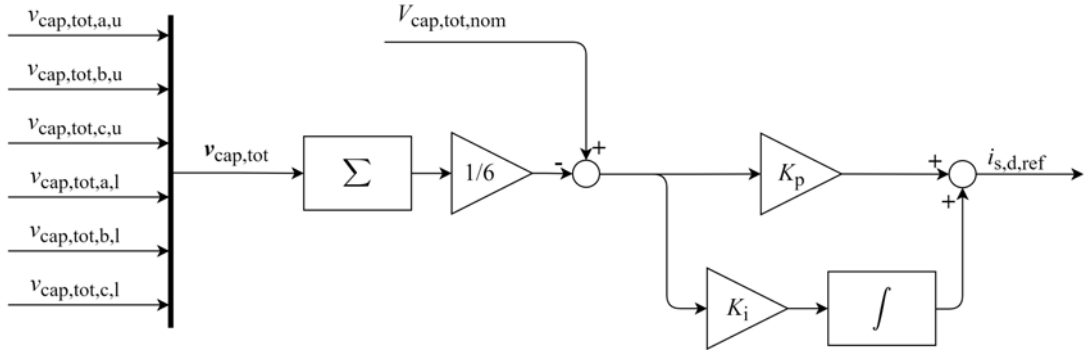 v_cap,tot,a,u
v_cap,tot,b,u
v_cap,tot,c,u
v_cap,tot,a,l
v_cap,tot,b,l
v_cap,tot,c,l
v_cap,tot
∑
1/6
V_cap,tot,nom
-
+
K_p
K_i
∫
+
+
i_s,d,ref